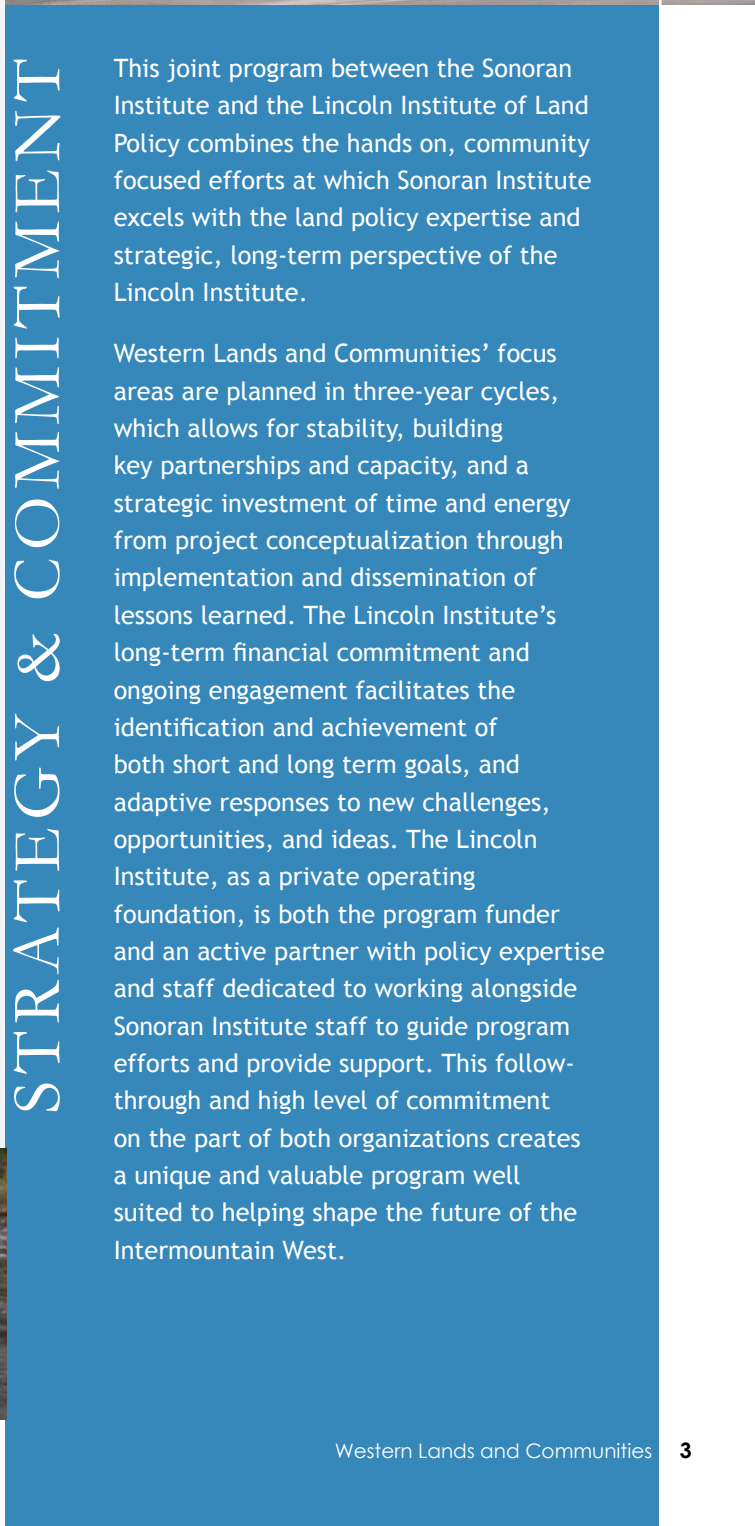 STRATEGY & COMMITMENT
This joint program between the Sonoran
Institute and the Lincoln Institute of Land
Policy combines the hands on, community
focused efforts at which Sonoran Institute
excels with the land policy expertise and
strategic, long-term perspective of the
Lincoln Institute.
Western Lands and Communities’ focus
areas are planned in three-year cycles,
which allows for stability, building
key partnerships and capacity, and a
strategic investment of time and energy
from project conceptualization through
implementation and dissemination of
lessons learned. The Lincoln Institute’s
long-term financial commitment and
ongoing engagement facilitates the
identification and achievement of
both short and long term goals, and
adaptive responses to new challenges,
opportunities, and ideas. The Lincoln
Institute, as a private operating
foundation, is both the program funder
and an active partner with policy expertise
and staff dedicated to working alongside
Sonoran Institute staff to guide program
efforts and provide support. This follow-
through and high level of commitment
on the part of both organizations creates
a unique and valuable program well
suited to helping shape the future of the
Intermountain West.
Western Lands and Communities 3